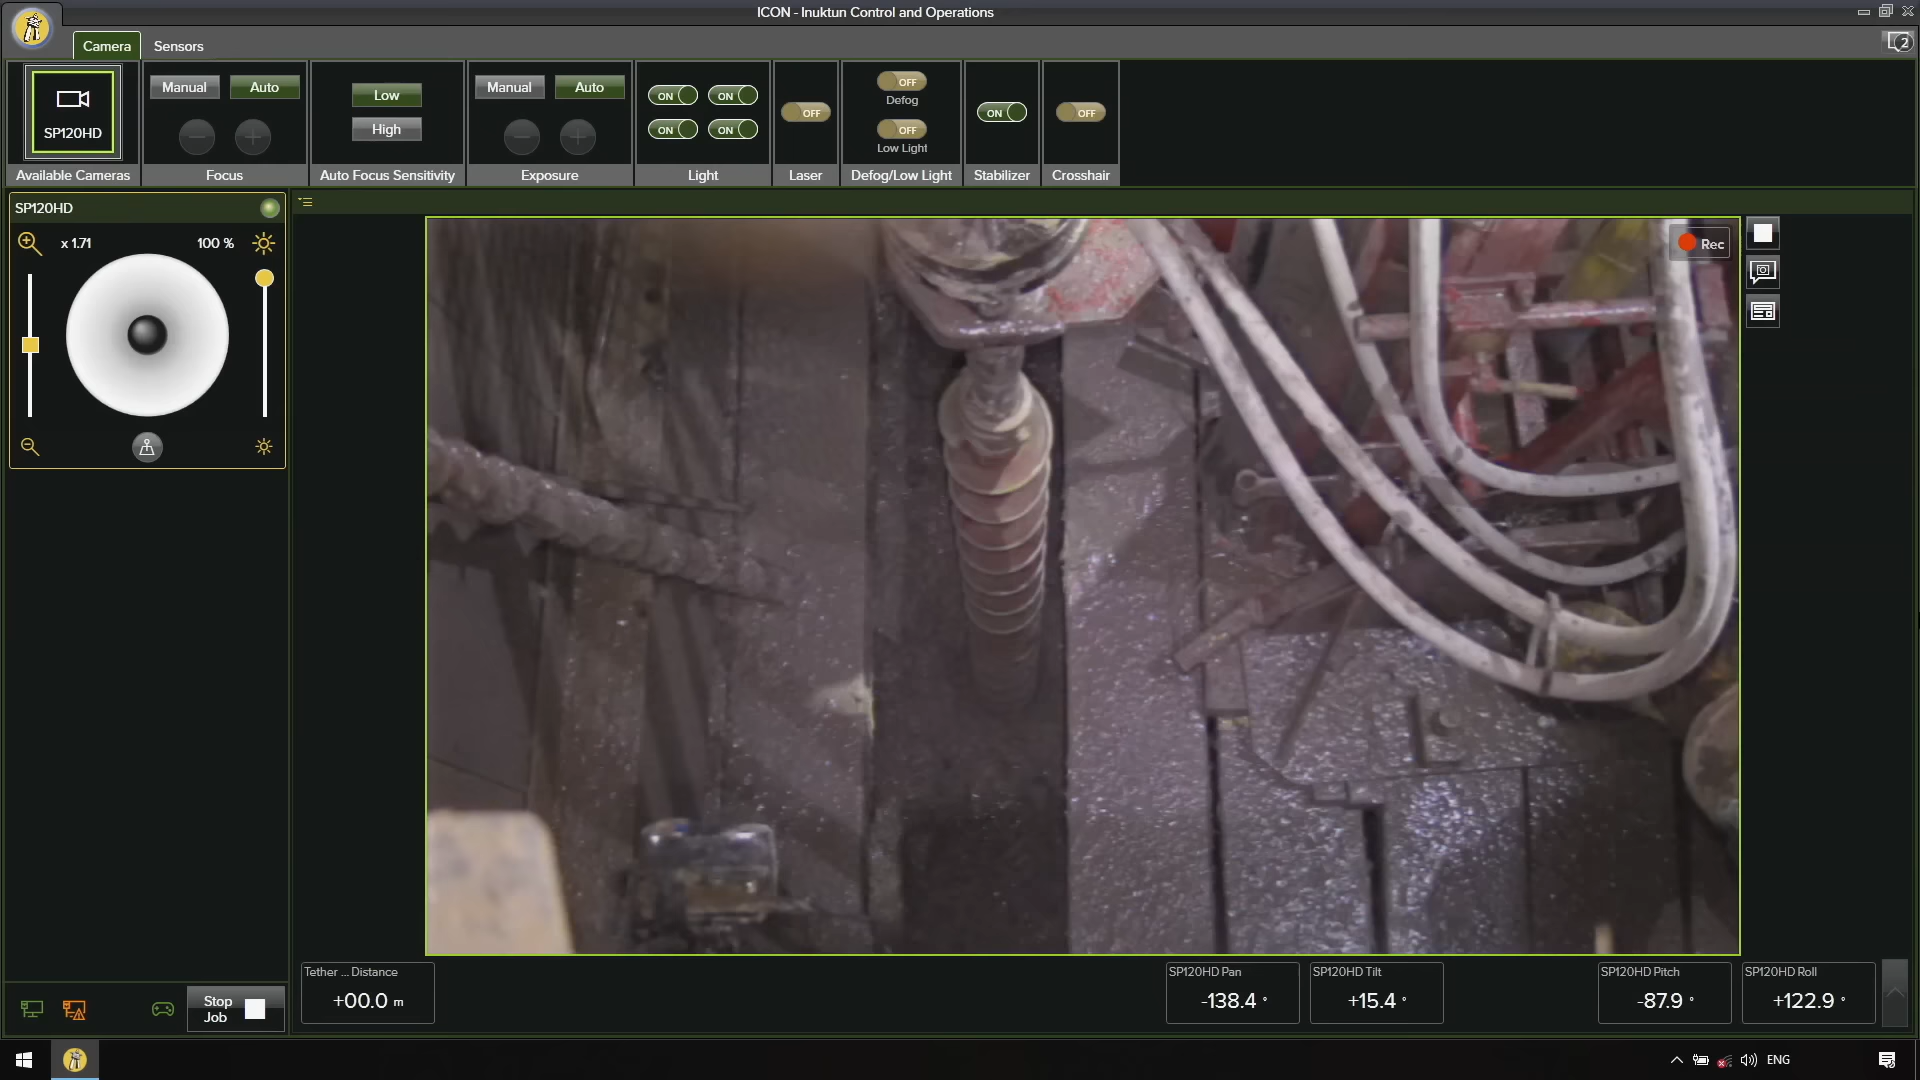 ICON - Inuktun Control and Operations
Camera
Sensors
2
SP120HD
Available Cameras
Manual
Auto
Focus
Low
High
Auto Focus Sensitivity
Manual
Auto
Exposure
ON
ON
ON
ON
Light
OFF
Laser
OFF
Defog
OFF
Low Light
Defog/Low Light
ON
Stabilizer
OFF
Crosshair
SP120HD
x 1.71
100 %
Rec
Stop
Job
Tether ... Distance
+00.0 m
SP120HD Pan
-138.4 °
SP120HD Tilt
+15.4 °
SP120HD Pitch
-87.9 °
SP120HD Roll
+122.9 °
ENG